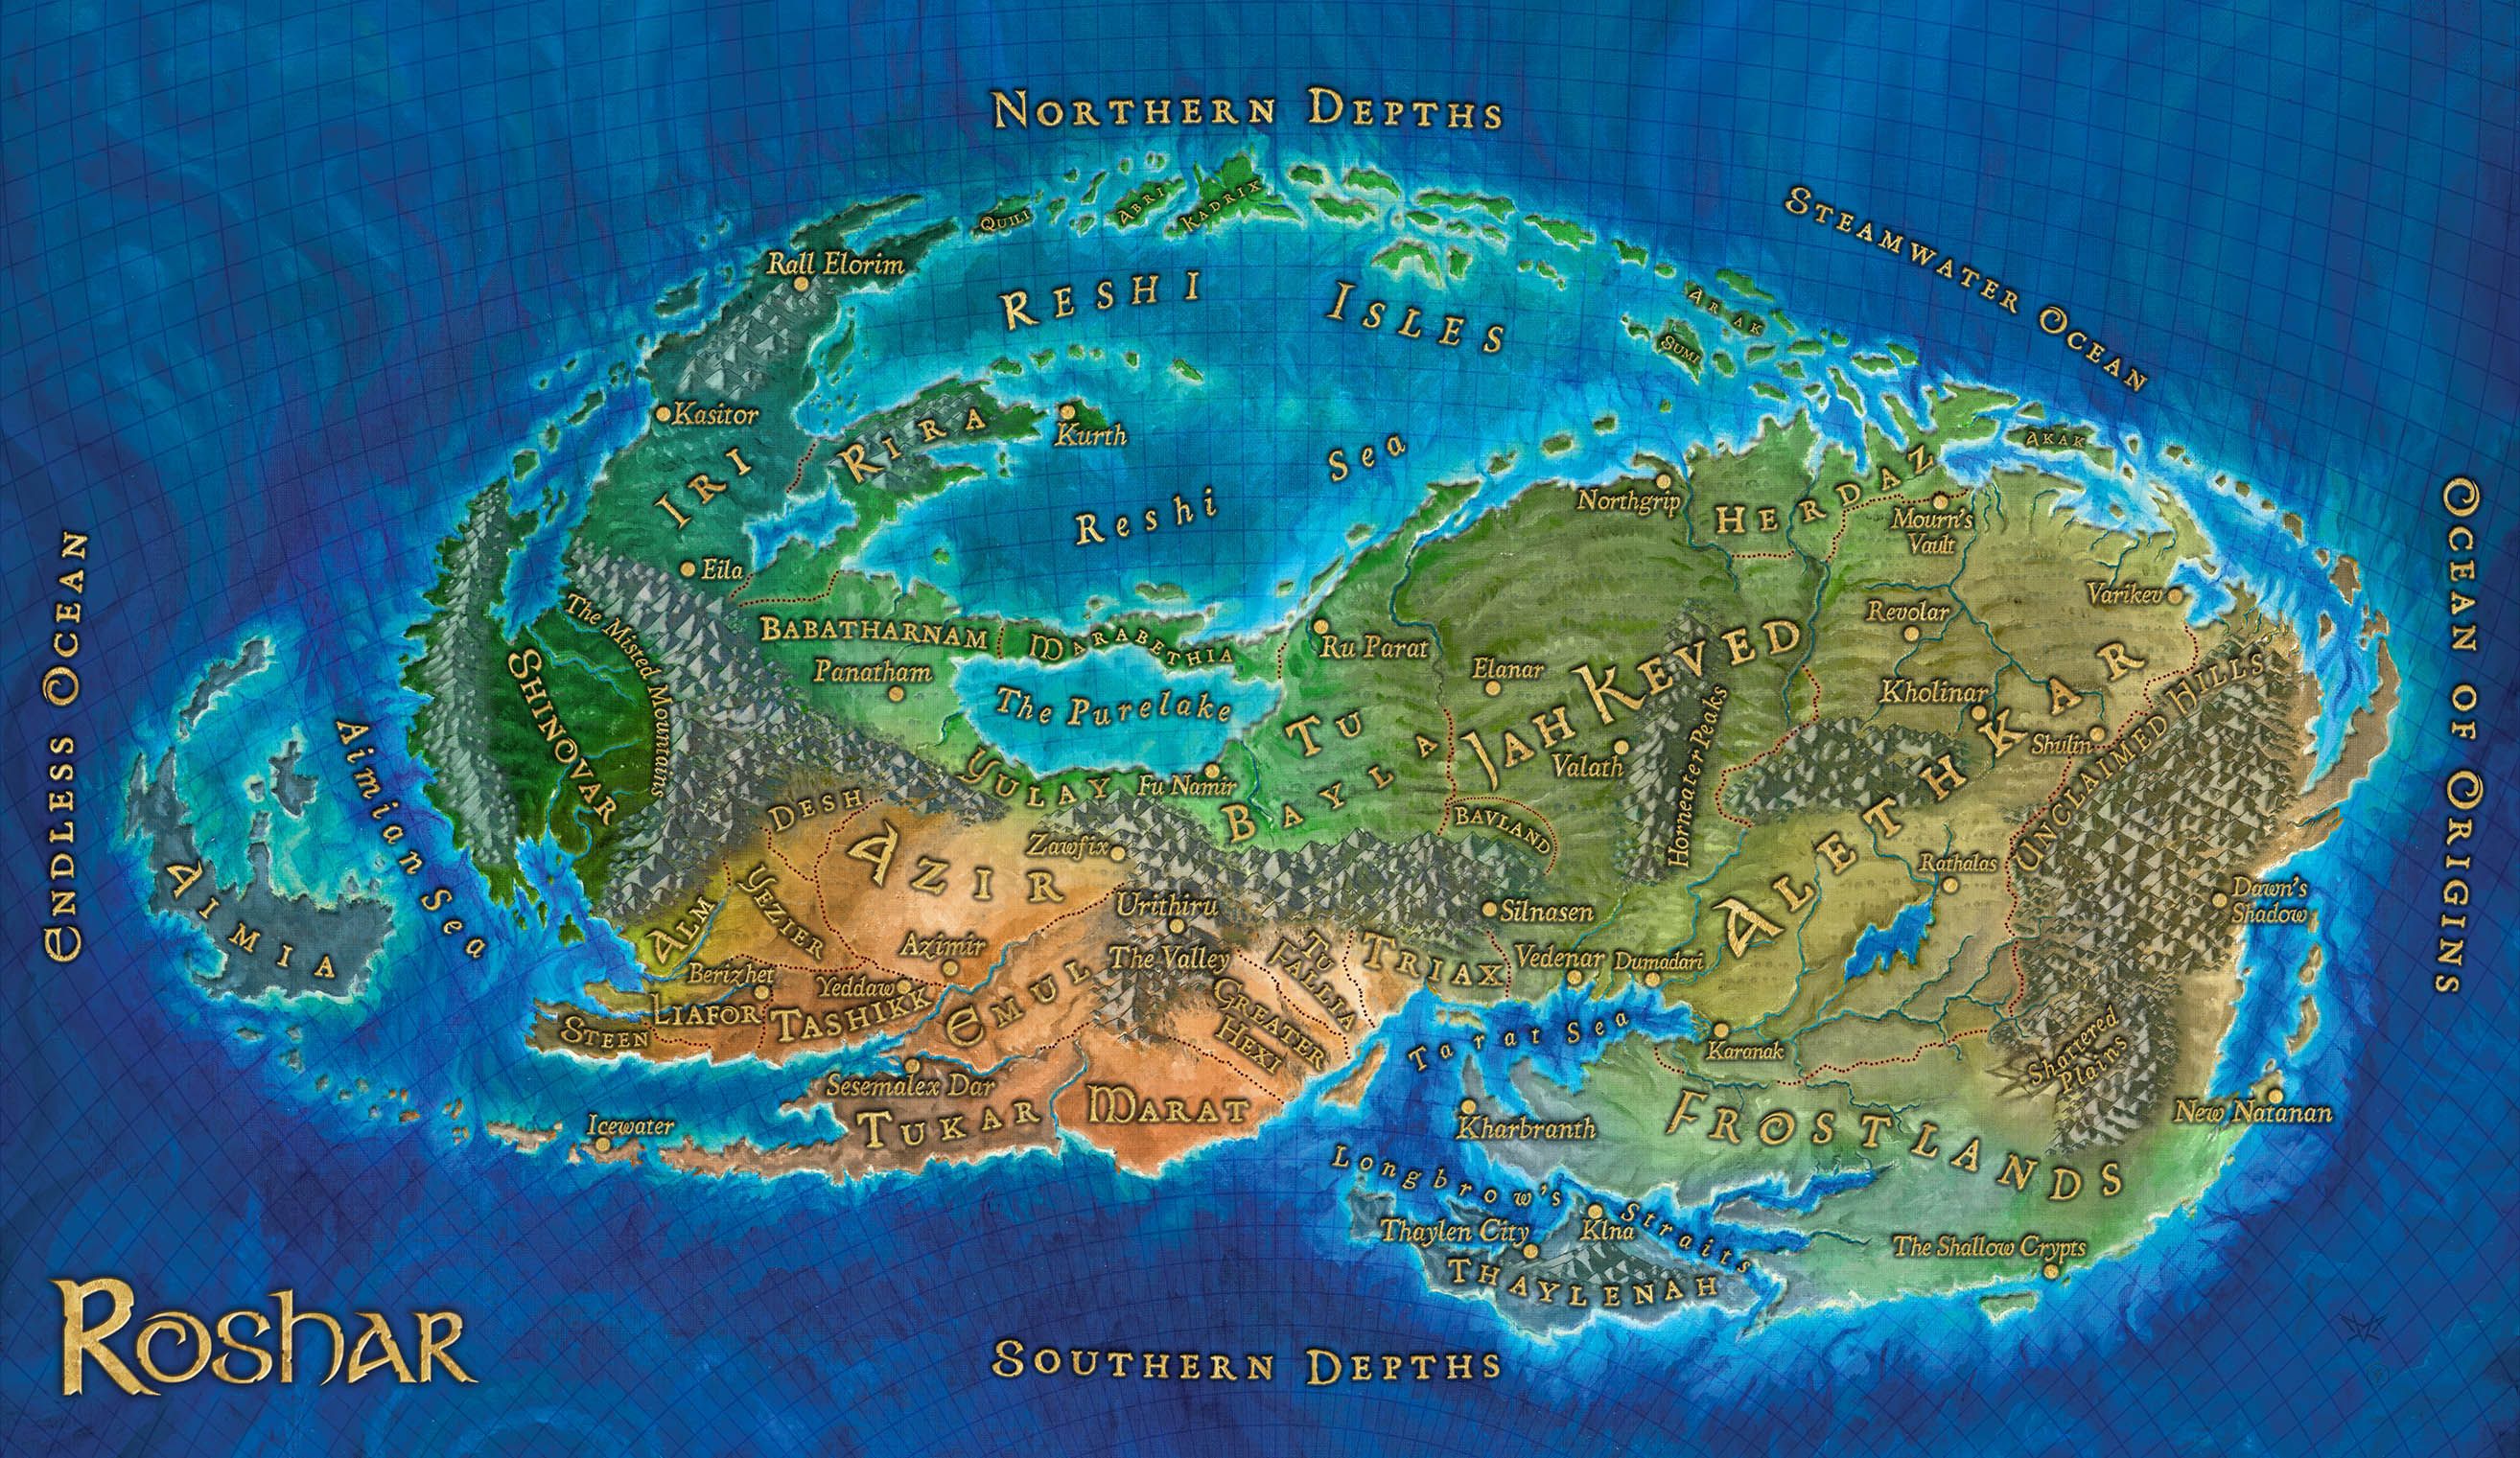 Northern Depths
Steamwater Ocean
Quili
Abri
Kadrix
Rall Elorim
Reshi Isles
Arak
Sumi
Kasitor
Rira
Kurth
Iri
Reshi Sea
Akak
Northgrip
Herdaz
Mourn's
Vault
Eila
Varikev
The Misted Mountains
Babatharnam
Marabethia
Ru Parat
Revolar
Panatham
Elanar
Jah Keved
Kholinar
The Purelake
Shinovar
Tu
Bayla
Horneater Peaks
Alethkar
Shulin
Unclaimed Hills
Endless Ocean
Aimian Sea
Ocean of Origins
Valath
Yulay
Fu Namir
Desh
Bavland
Azir
Zawfix
Rathalas
Yezier
Alm
Aimia
Urithiru
Silnasen
Dawn's
Shadow
Azimir
The Valley
Tu
Fallia
Triax
Vedenar
Dumadari
Berizhet
Yeddaw
Emul
Greater
Hexi
Liafor
Tashikk
Steen
Tarat Sea
Karanak
Shattered
Plains
Sesemalex Dar
Tukar
Marat
Frostlands
New Natanan
Icewater
Kharbranth
Longbrow's Straits
Thaylen City
Klna
The Shallow Crypts
Thaylenah
Roshar
Southern Depths